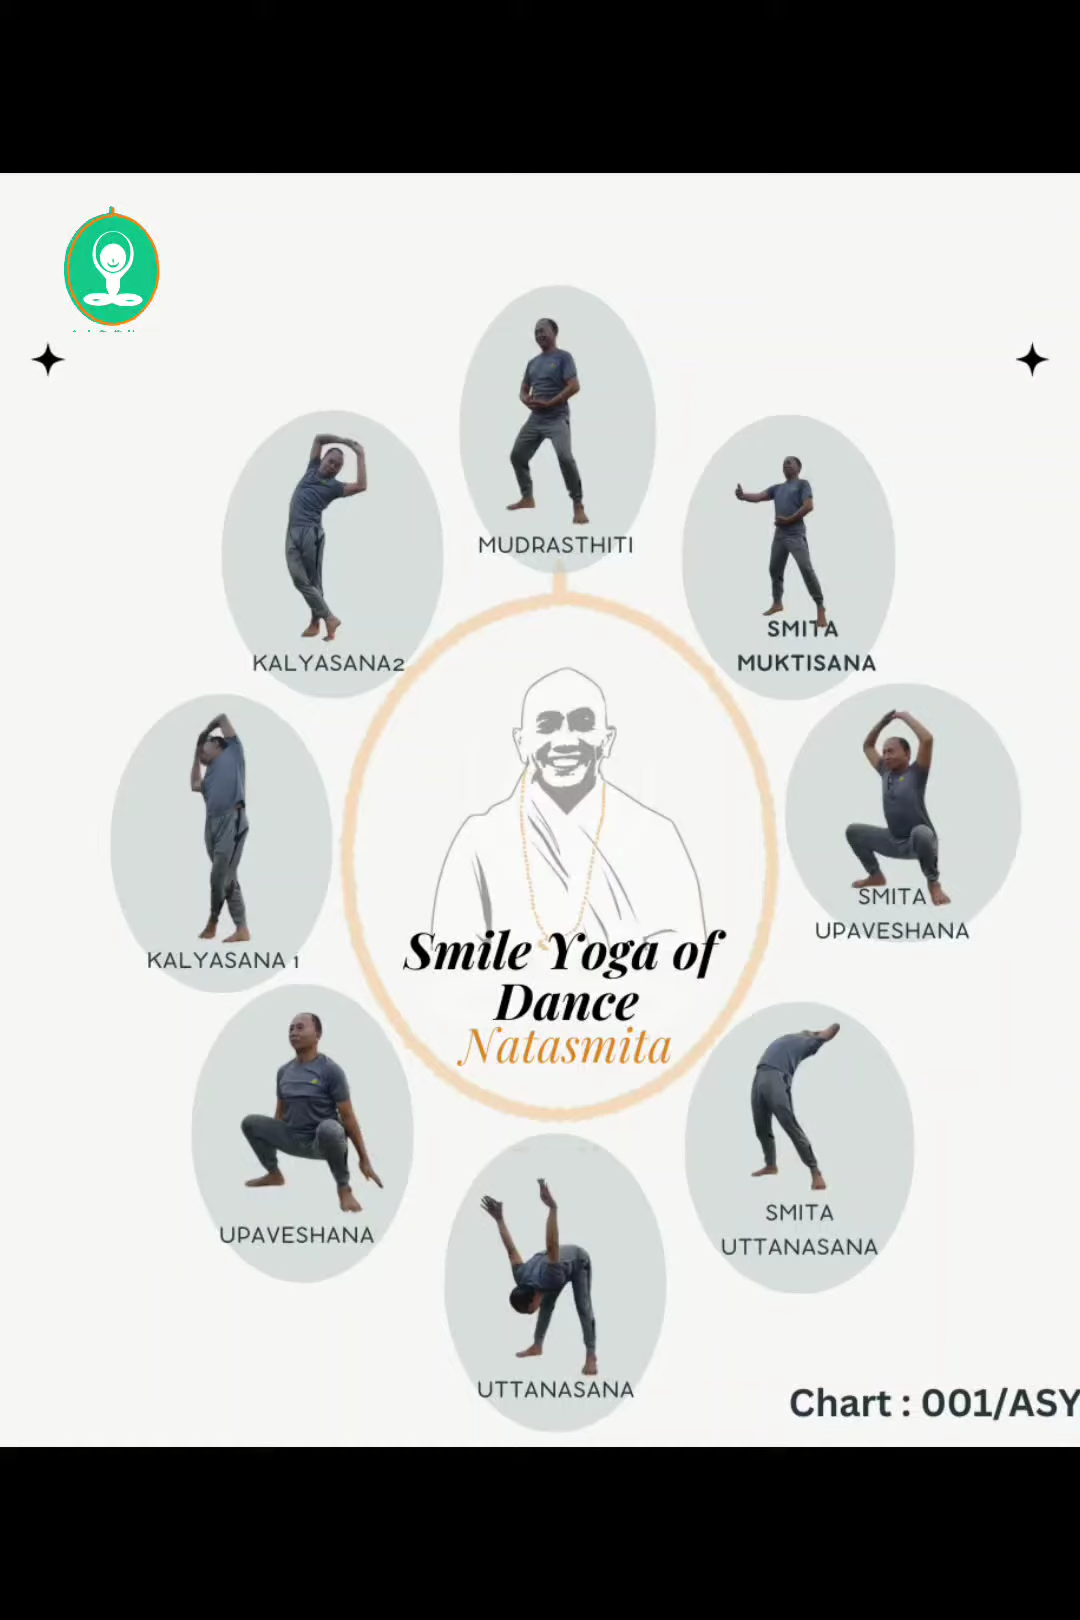 MUDRASTHITI
SMITA
MUKTISANA
KALYASANA2
SMITA
UPAVESHANA
KALYASANA 1
Smile Yoga of
Dance
Natasmita
SMITA
UTTANASANA
UPAVESHANA
UTTANASANA
Chart : 001/ASY